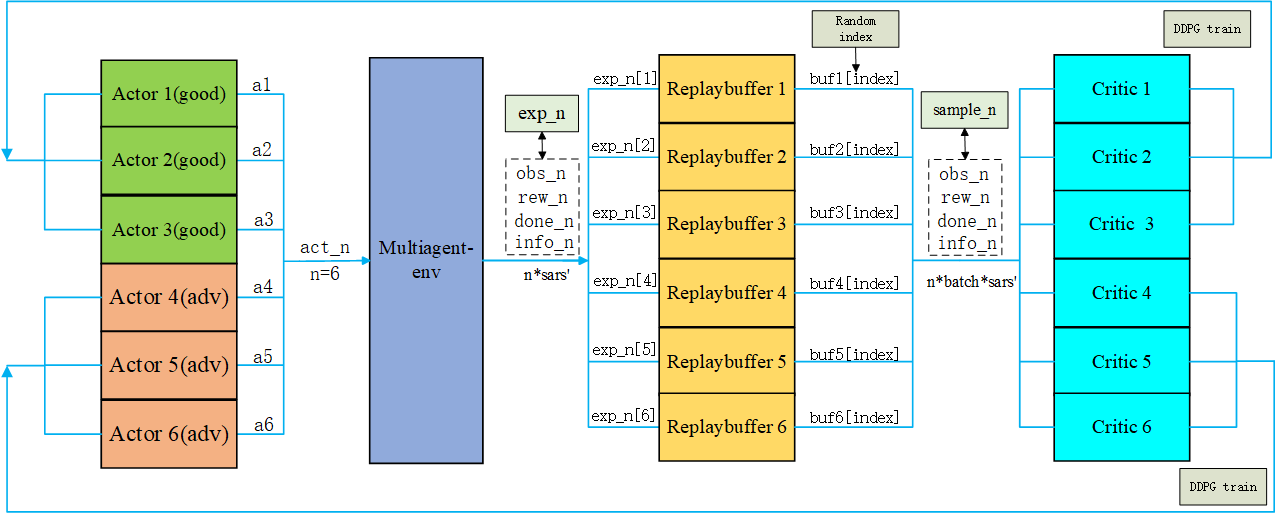 Random
index
DDPG train
Actor 1(good)
Actor 2(good)
Actor 3(good)
Actor 4(adv)
Actor 5(adv)
Actor 6(adv)
a1
a2
a3
a4
a5
a6
act_n
n=6
Multiagent-
env
exp_n
obs_n
rew_n
done_n
info_n
n*sars'
exp_n[1]
exp_n[2]
exp_n[3]
exp_n[4]
exp_n[5]
exp_n[6]
Replaybuffer 1
Replaybuffer 2
Replaybuffer 3
Replaybuffer 4
Replaybuffer 5
Replaybuffer 6
buf1[index]
buf2[index]
buf3[index]
buf4[index]
buf5[index]
buf6[index]
sample_n
obs_n
rew_n
done_n
info_n
n*batch*sars'
Critic 1
Critic 2
Critic 3
Critic 4
Critic 5
Critic 6
DDPG train